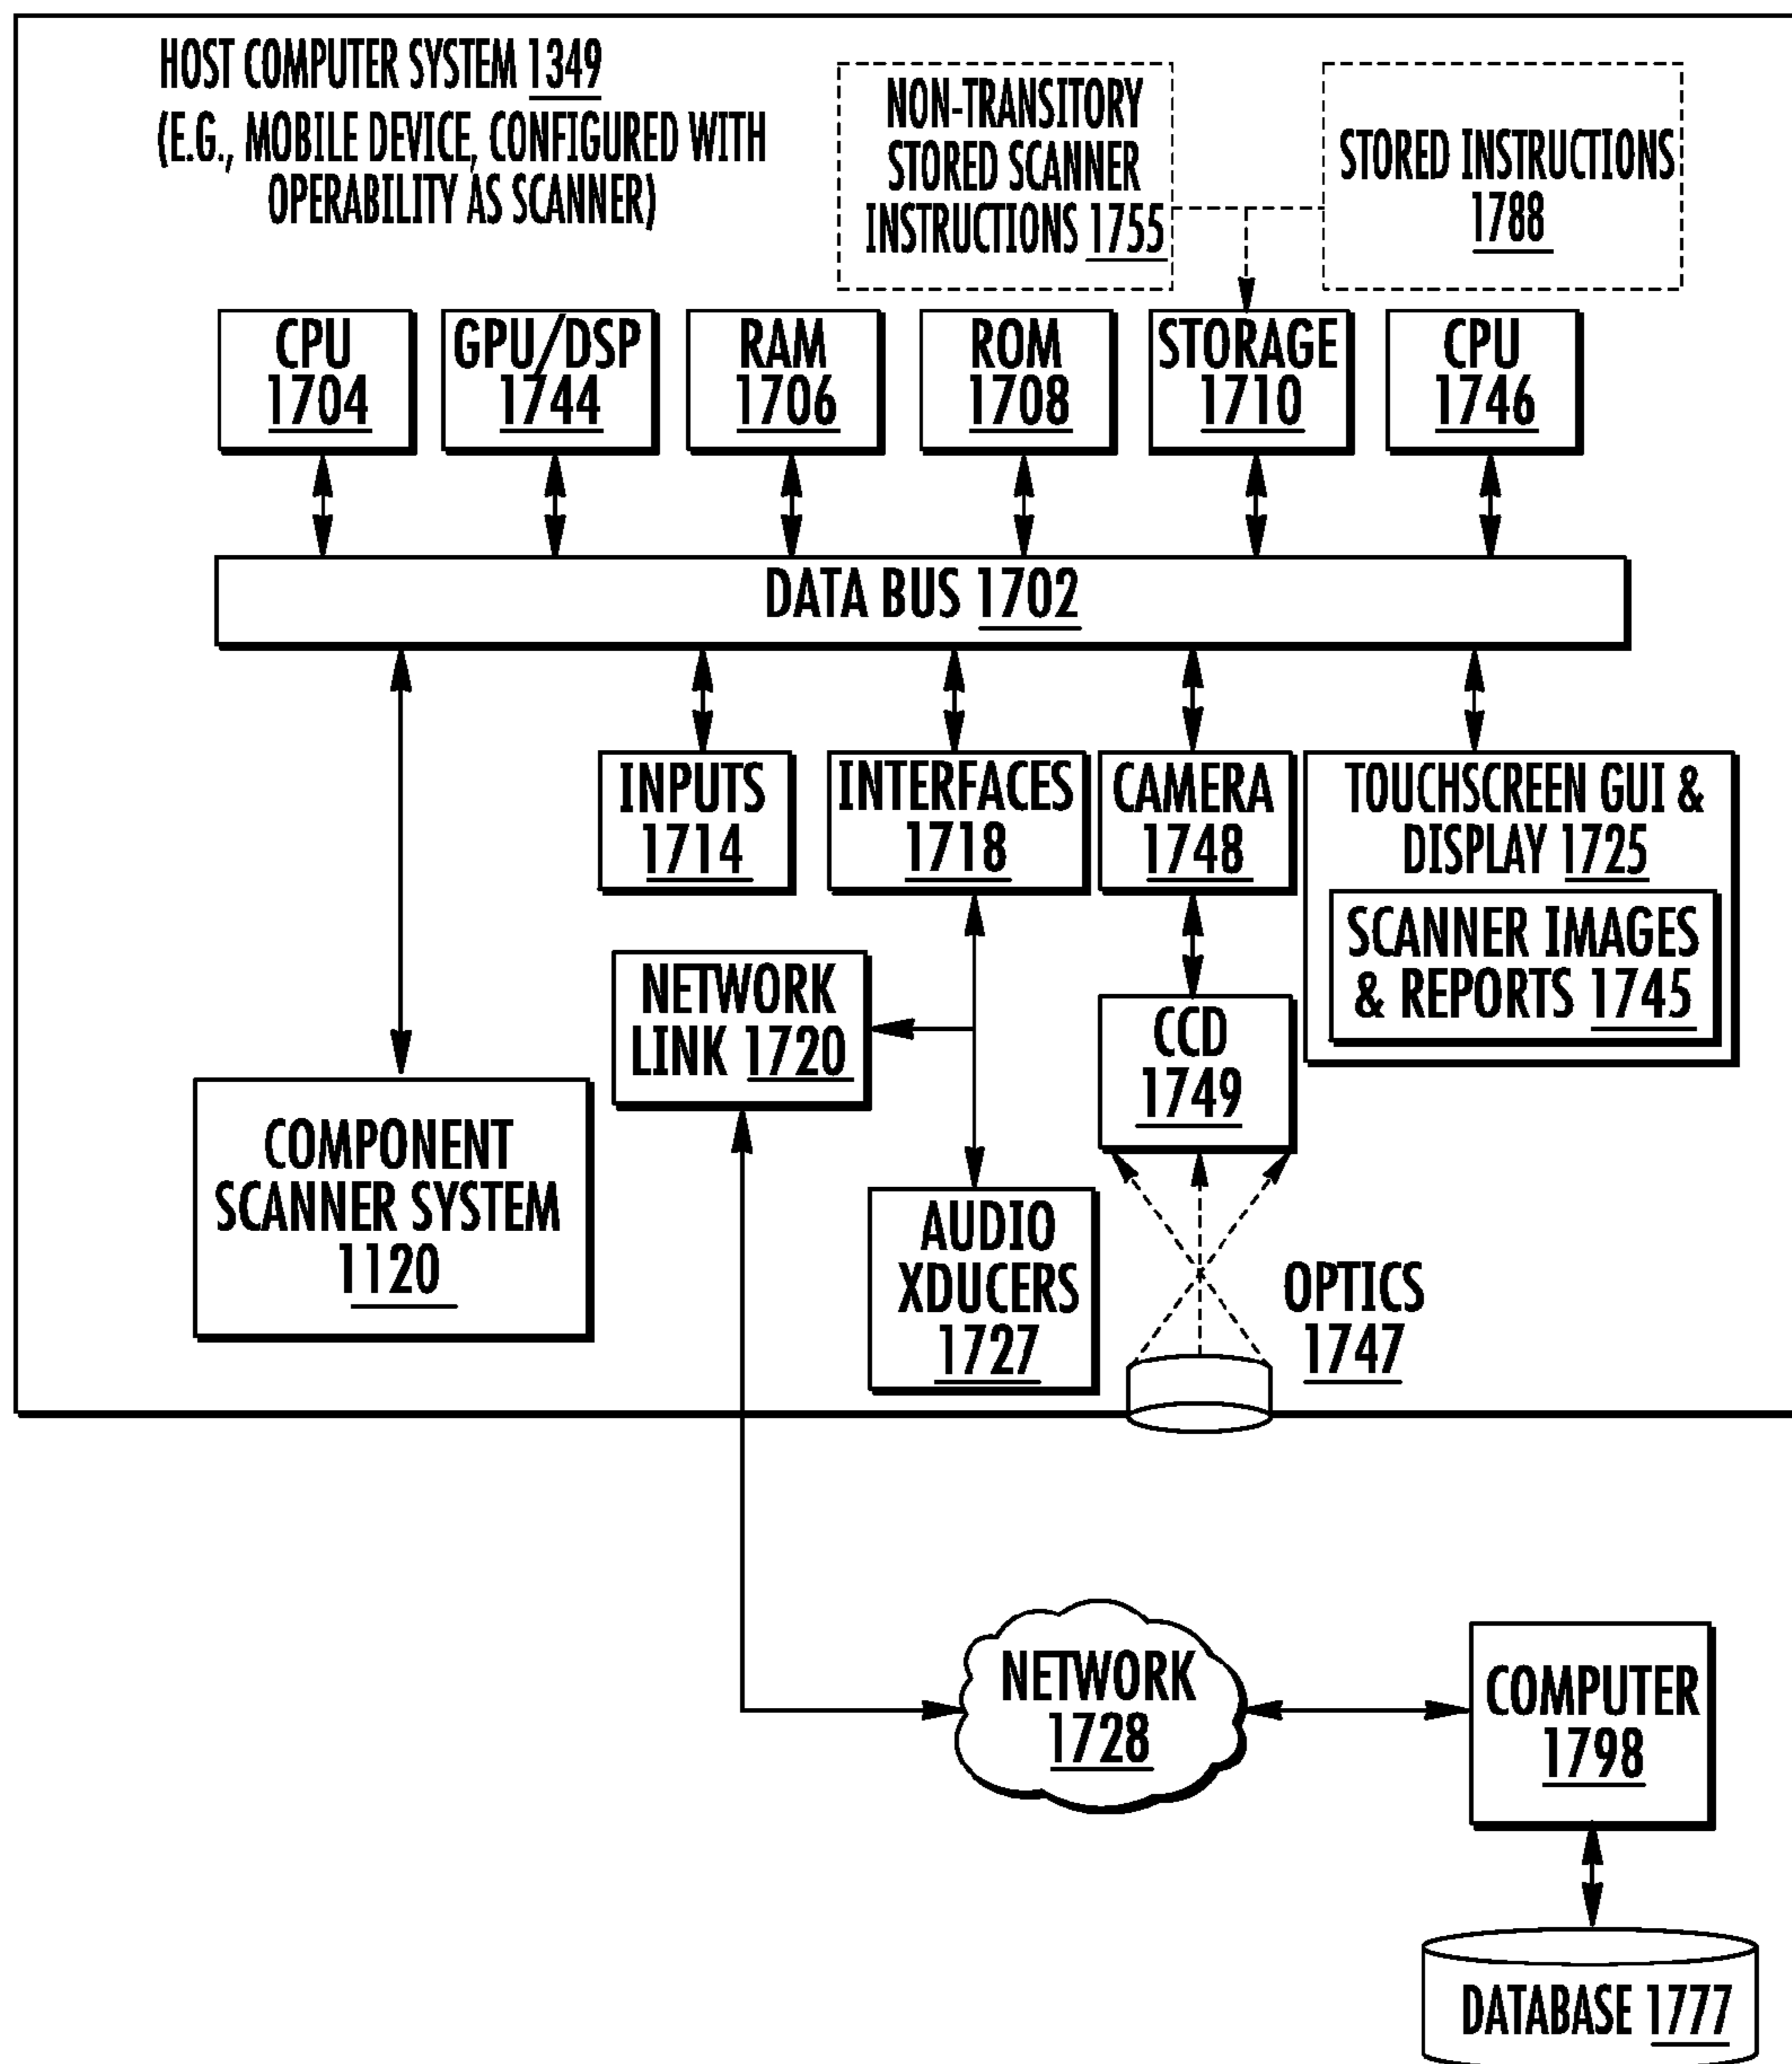 HOST COMPUTER SYSTEM 1349
(E.G., MOBILE DEVICE, CONFIGURED WITH
OPERABILITY AS SCANNER)
NON-TRANSITORY
STORED SCANNER
INSTRUCTIONS 1755
STORED INSTRUCTIONS
1788
CPU
1704
GPU/DSP
1744
RAM
1706
ROM
1708
STORAGE
1710
CPU
1746
DATA BUS 1702
INPUTS
1714
INTERFACES
1718
CAMERA
1748
TOUCHSCREEN GUI &
DISPLAY 1725
SCANNER IMAGES
& REPORTS 1745
NETWORK
LINK 1720
CCD
1749
COMPONENT
SCANNER SYSTEM
1120
AUDIO
XDUCERS
1727
OPTICS
1747
NETWORK
1728
COMPUTER
1798
DATABASE 1777